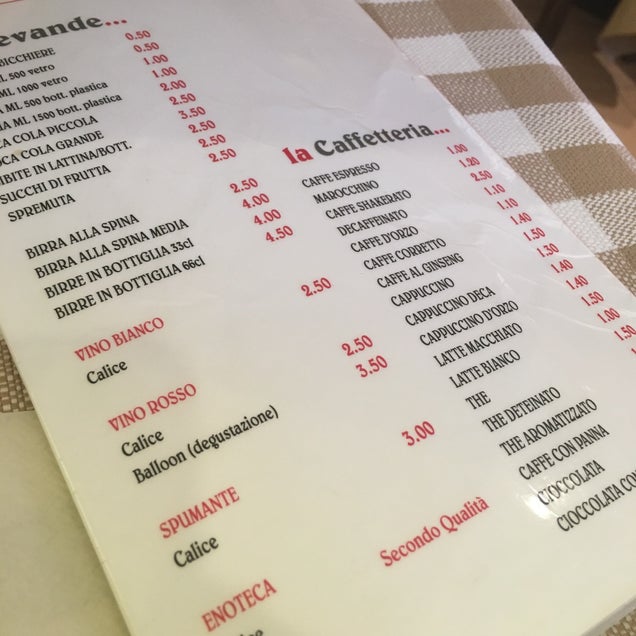 evande...
BICCHIERE 0.50
L 500 vetro 0.50
ML 1000 vetro 1.00
A ML 500 bott. plastica 1.00
A ML 1500 bott. plastica 2.00
CA COLA PICCOLA 2.50
OCA COLA GRANDE 3.50
IBITE IN LATTINA/BOTT. 2.50
SUCCHI DI FRUTTA 2.50
SPREMUTA
BIRRA ALLA SPINA 2.50
BIRRA ALLA SPINA MEDIA 4.00
BIRRE IN BOTTIGLIA 33cl 4.00
BIRRE IN BOTTIGLIA 66cl 4.50
VINO BIANCO
Calice 2.50
VINO ROSSO
Calice 2.50
Balloon (degustazione) 3.50
SPUMANTE
Calice 3.00
ENOTECA
Secondo Qualità
la Caffetteria...
CAFFE ESPRESSO 1.00
MAROCCHINO 1.20
CAFFE SHAKERATO 2.50
DECAFFEINATO 1.10
CAFFE D'ORZO 1.10
CAFFE CORRETTO 1.40
CAFFE AL GINSENG 1.50
CAPPUCCINO 1.30
CAPPUCCINO DECA 1.40
CAPPUCCINO D'ORZO 1.40
LATTE MACCHIATO 1.50
LATTE BIANCO 1.00
THE 1.50
THE DETEINATO
THE AROMATIZZATO
CAFFE CON PANNA
CIOCCOLATA
CIOCCOLATA CO